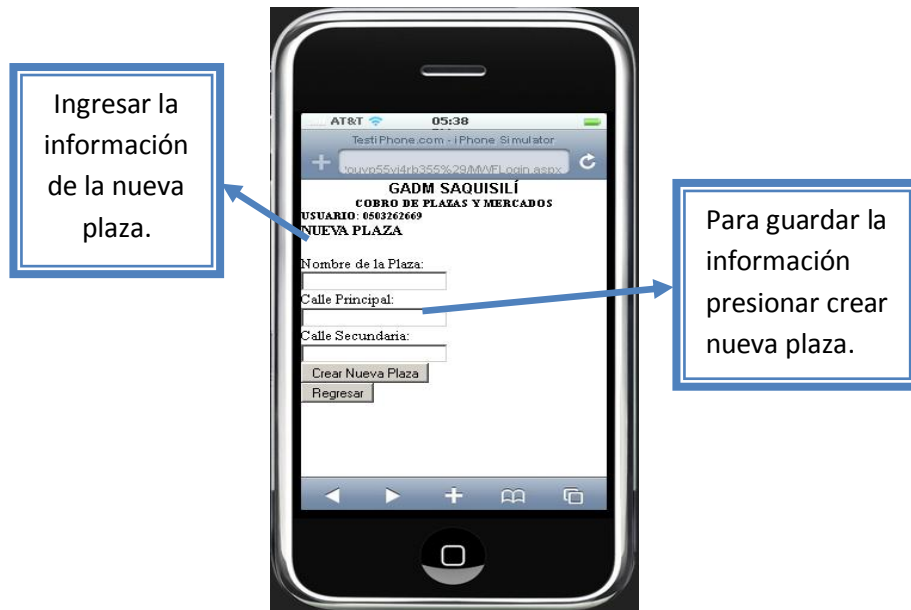 Ingresar la
información
de la nueva
plaza.
AT&T 05:38
TestiPhone.com - iPhone Simulator
GADM SAQUISILÍ
COBRO DE PLAZAS Y MERCADOS
USUARIO: 0503262669
NUEVA PLAZA
Nombre de la Plaza:
Calle Principal:
Calle Secundaria:
Crear Nueva Plaza
Regresar
Para guardar la
información
presionar crear
nueva plaza.